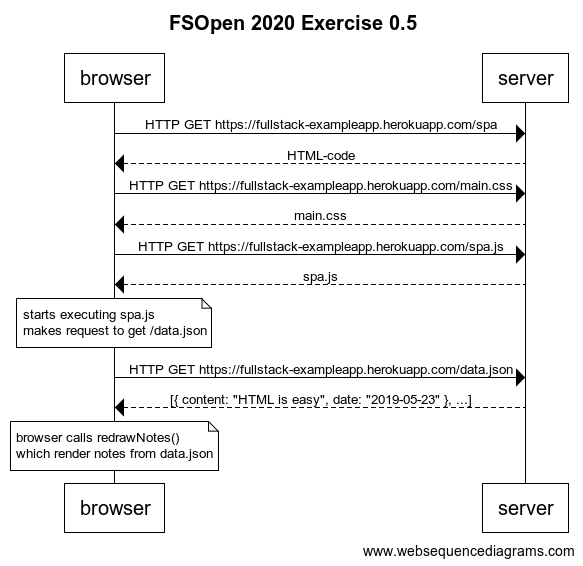 FSOpen 2020 Exercise 0.5
browser
server
HTTP GET https://fullstack-exampleapp.herokuapp.com/spa
HTML-code
HTTP GET https://fullstack-exampleapp.herokuapp.com/main.css
main.css
HTTP GET https://fullstack-exampleapp.herokuapp.com/spa.js
spa.js
starts executing spa.js
makes request to get /data.json
HTTP GET https://fullstack-exampleapp.herokuapp.com/data.json
[{ content: "HTML is easy", date: "2019-05-23" }, ...]
browser calls redrawNotes()
which render notes from data.json
browser
server
www.websequencediagrams.com